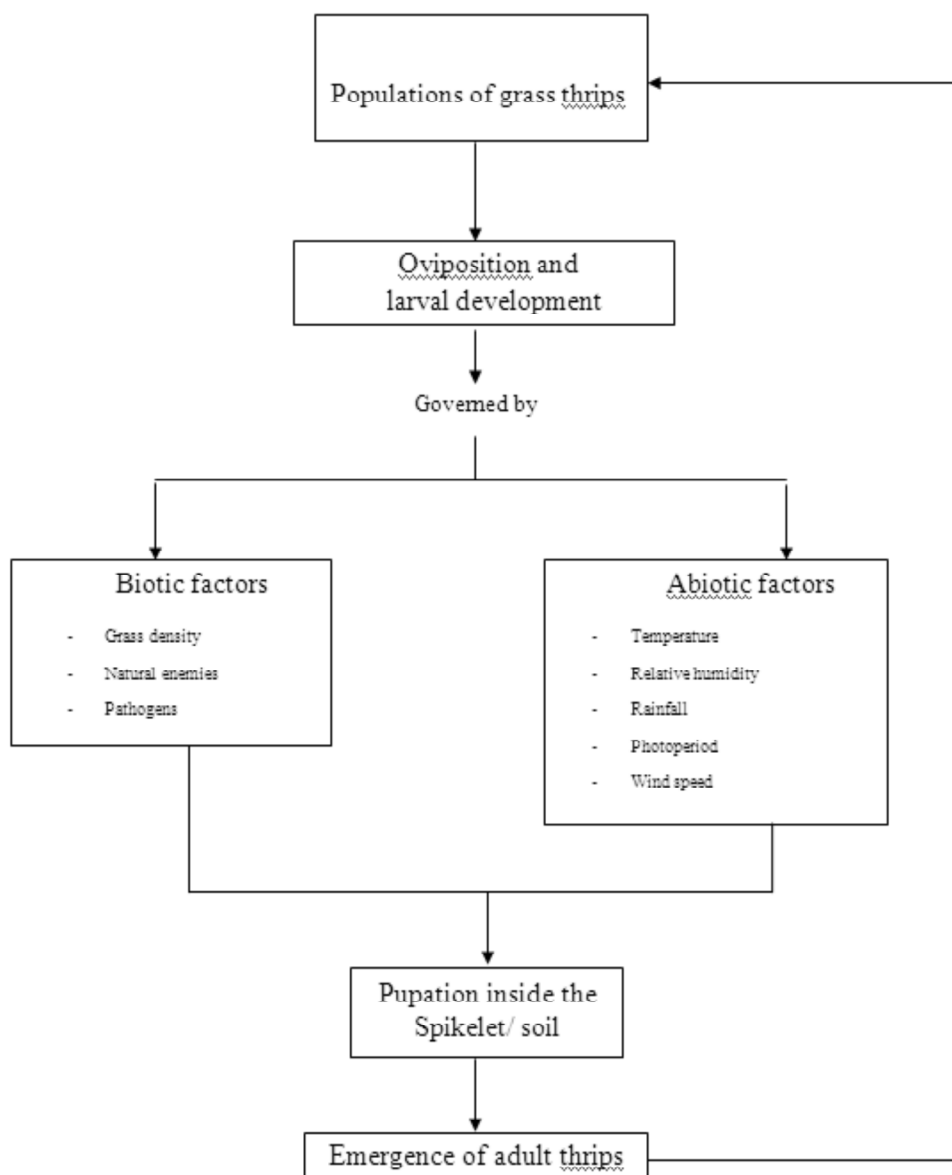 Populations of grass thrips
Oviposition and
larval development
Governed by
Biotic factors
- Grass density
- Natural enemies
- Pathogens
Abiotic factors
- Temperature
- Relative humidity
- Rainfall
- Photoperiod
- Wind speed
Pupation inside the
Spikelet/ soil
Emergence of adult thrips